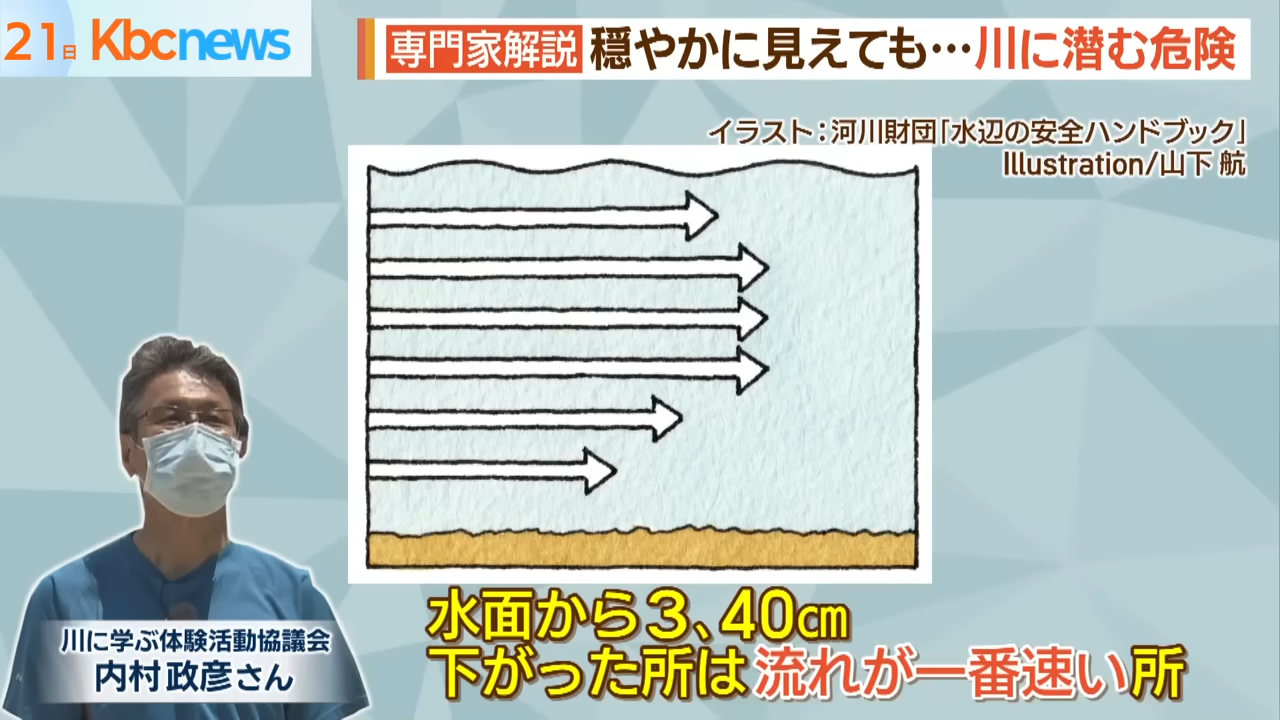 21日 Kbcnews
専門家解説 穏やかに見えても…川に潜む危険
イラスト:河川財団「水辺の安全ハンドブック」
Illustration/山下 航
川に学ぶ体験活動協議会
内村政彦さん
水面から3、40㎝
下がった所は流れが一番速い所